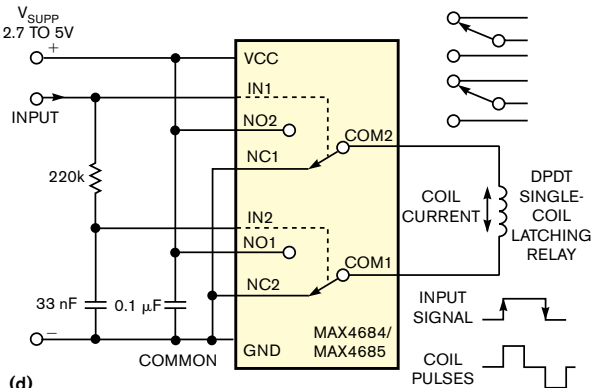 V_SUPP
2.7 TO 5V
+
INPUT
220k
33 nF
0.1 µF
−
COMMON
(d)
VCC
IN1
NO2
NC1
COM2
IN2
NO1
NC2
COM1
GND
MAX4684/
MAX4685
COIL
CURRENT
DPDT
SINGLE-
COIL
LATCHING
RELAY
INPUT
SIGNAL
COIL
PULSES